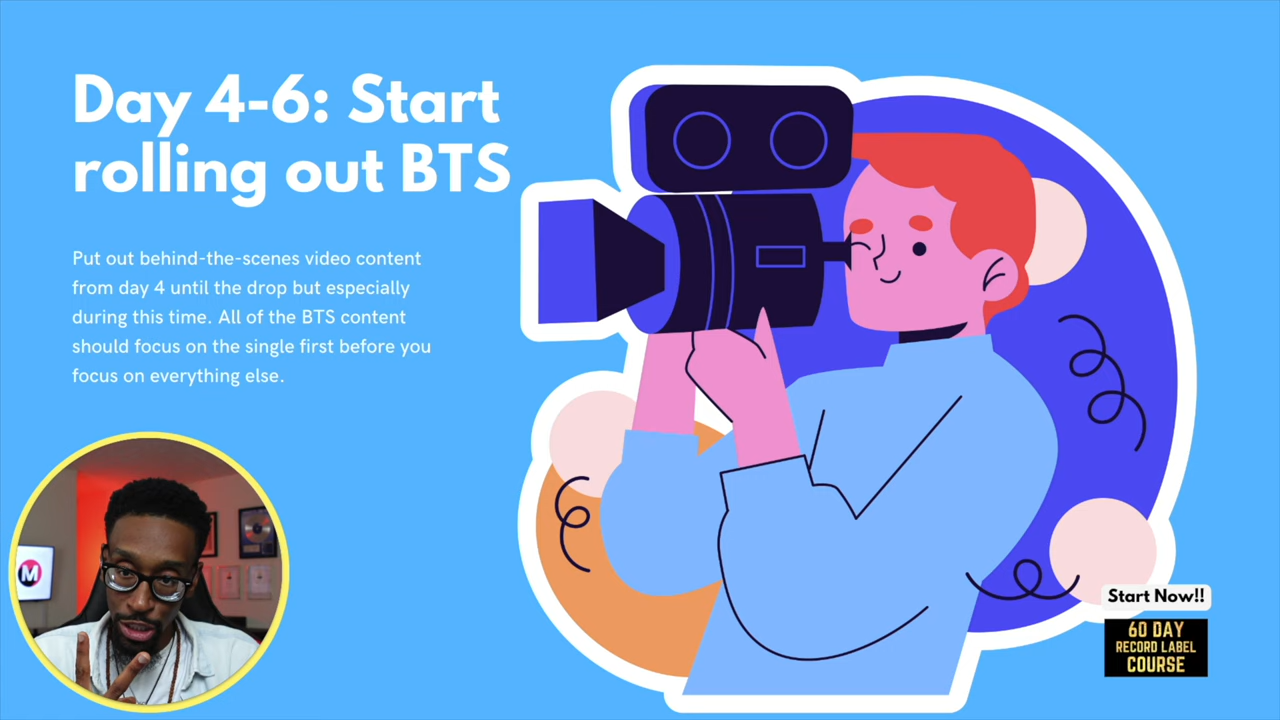 Day 4-6: Start
rolling out BTS
Put out behind-the-scenes video content
from day 4 until the drop but especially
during this time. All of the BTS content
should focus on the single first before you
focus on everything else.
M
Start Now!!
60 DAY
RECORD LABEL
COURSE